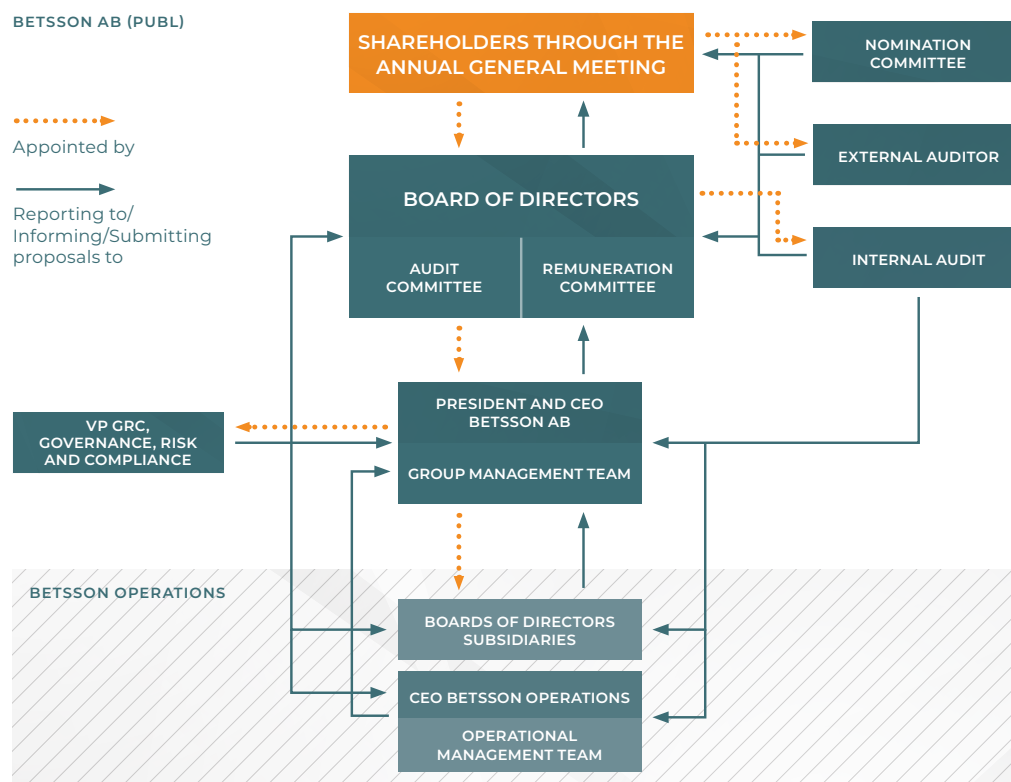 BETSSON AB (PUBL)
Appointed by
Reporting to/
Informing/Submitting
proposals to
SHAREHOLDERS THROUGH THE
ANNUAL GENERAL MEETING
NOMINATION
COMMITTEE
EXTERNAL AUDITOR
BOARD OF DIRECTORS
AUDIT
COMMITTEE
REMUNERATION
COMMITTEE
INTERNAL AUDIT
PRESIDENT AND CEO
BETSSON AB
GROUP MANAGEMENT TEAM
VP GRC,
GOVERNANCE, RISK
AND COMPLIANCE
BETSSON OPERATIONS
BOARDS OF DIRECTORS
SUBSIDIARIES
CEO BETSSON OPERATIONS
OPERATIONAL
MANAGEMENT TEAM